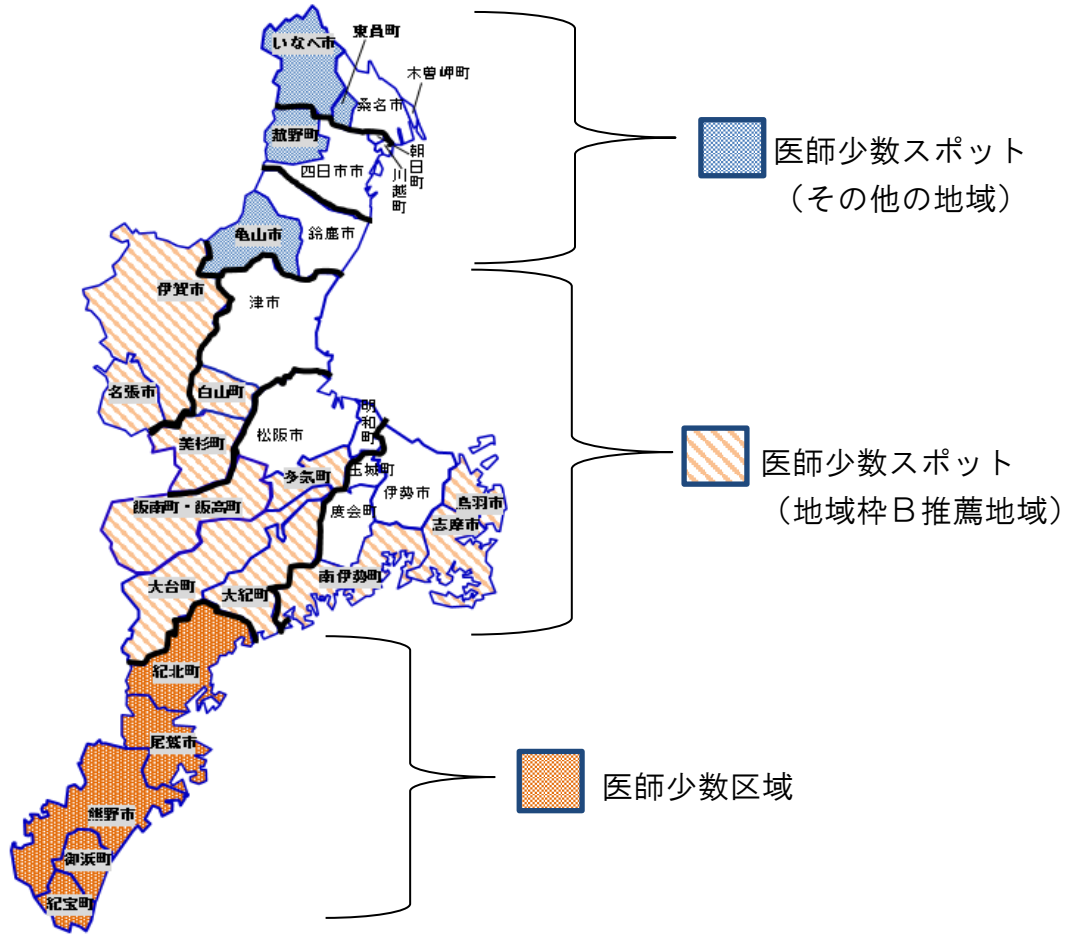 いなべ市
東員町
木曽岬町
桑名市
菰野町
朝日町
川越町
四日市市
医師少数スポット
(その他の地域)
亀山市
鈴鹿市
伊賀市
津市
名張市
白山町
明和町
美杉町
松阪市
多気町
玉城町
伊勢市
鳥羽市
飯南町・飯高町
度会町
志摩市
医師少数スポット
(地域枠B推薦地域)
大台町
大紀町
南伊勢町
紀北町
尾鷲市
熊野市
医師少数区域
御浜町
紀宝町